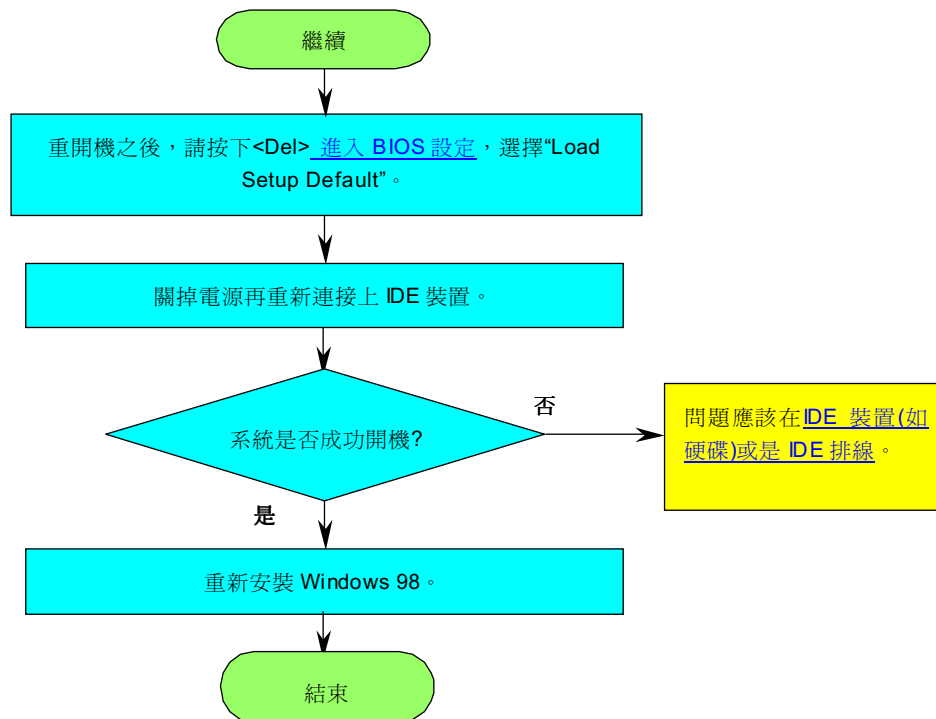 繼續
重開機之後，請按下<Del> 進入 BIOS 設定，選擇“Load
Setup Default”。
關掉電源再重新連接上 IDE 裝置。
系統是否成功開機?
否
問題應該在IDE 裝置(如
硬碟)或是 IDE 排線。
是
重新安裝 Windows 98。
結束